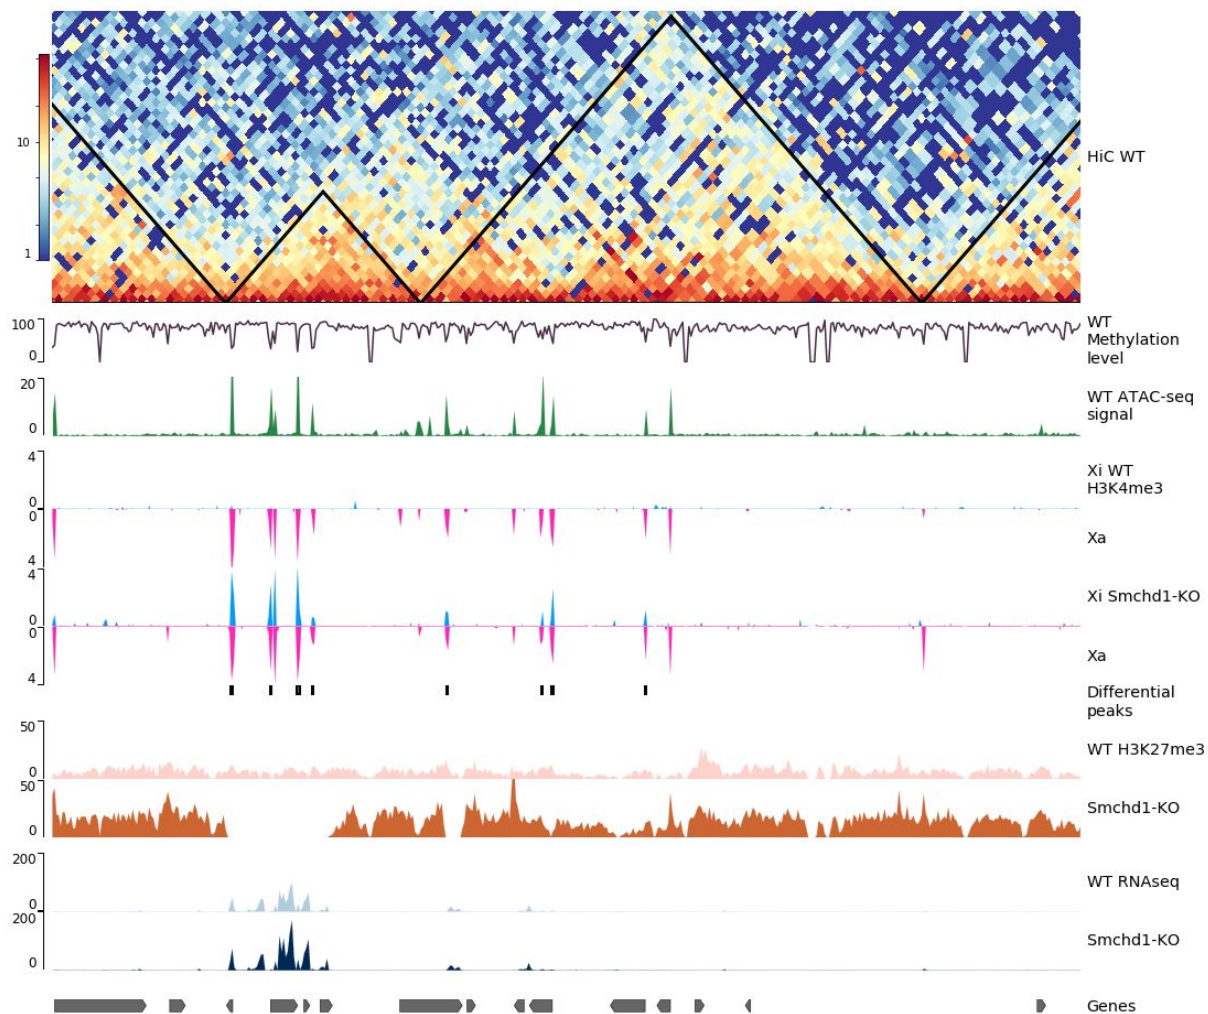 10
1
HiC WT
100
0
WT
Methylation
level
20
0
WT ATAC-seq
signal
4
0
Xi WT
H3K4me3
0
4
Xa
4
0
Xi Smchd1-KO
0
4
Xa
Differential
peaks
50
0
WT H3K27me3
50
0
Smchd1-KO
200
0
WT RNAseq
200
0
Smchd1-KO
Genes